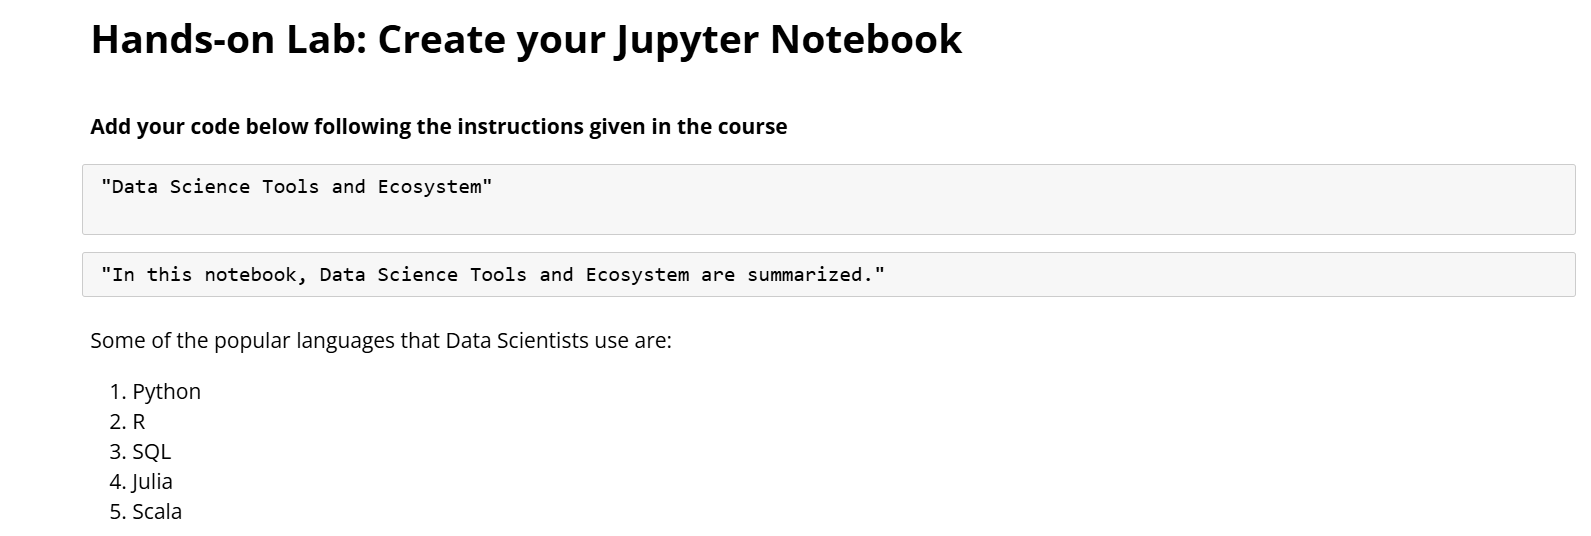 Hands-on Lab: Create your Jupyter Notebook
Add your code below following the instructions given in the course
"Data Science Tools and Ecosystem"
"In this notebook, Data Science Tools and Ecosystem are summarized."
Some of the popular languages that Data Scientists use are:
1. Python
2. R
3. SQL
4. Julia
5. Scala